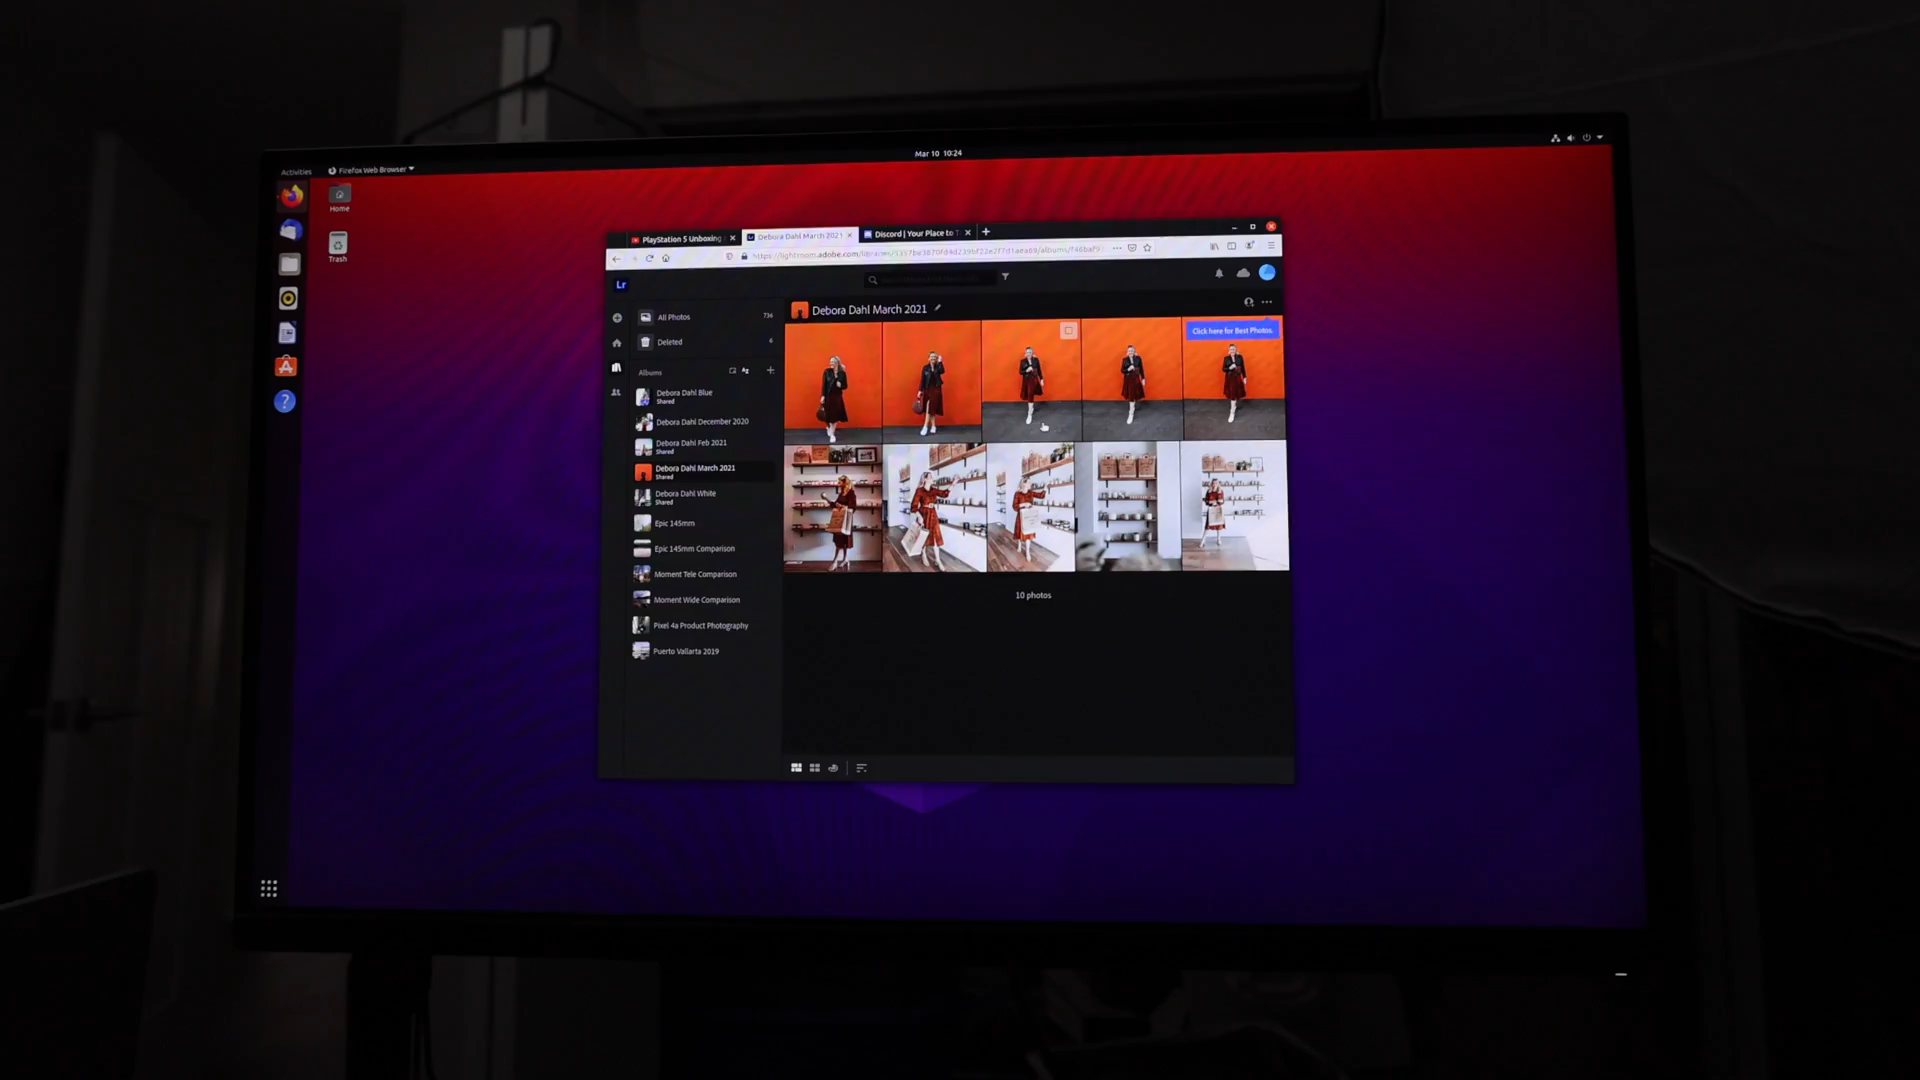 Mar 10 10:24
Activities
Firefox Web Browser
Home
Trash
PlayStation 5 Unboxing
Debora Dahl March 2021
Discord | Your Place to T
Lr
Debora Dahl March 2021
Click here for Best Photos.
All Photos 736
Deleted 6
Albums
Debora Dahl Blue
Shared
Debora Dahl December 2020
Debora Dahl Feb 2021
Shared
Debora Dahl March 2021
Shared
Debora Dahl White
Shared
Epic 145mm
Epic 145mm Comparison
Moment Tele Comparison
Moment Wide Comparison
Pixel 4a Product Photography
Puerto Vallarta 2019
10 photos